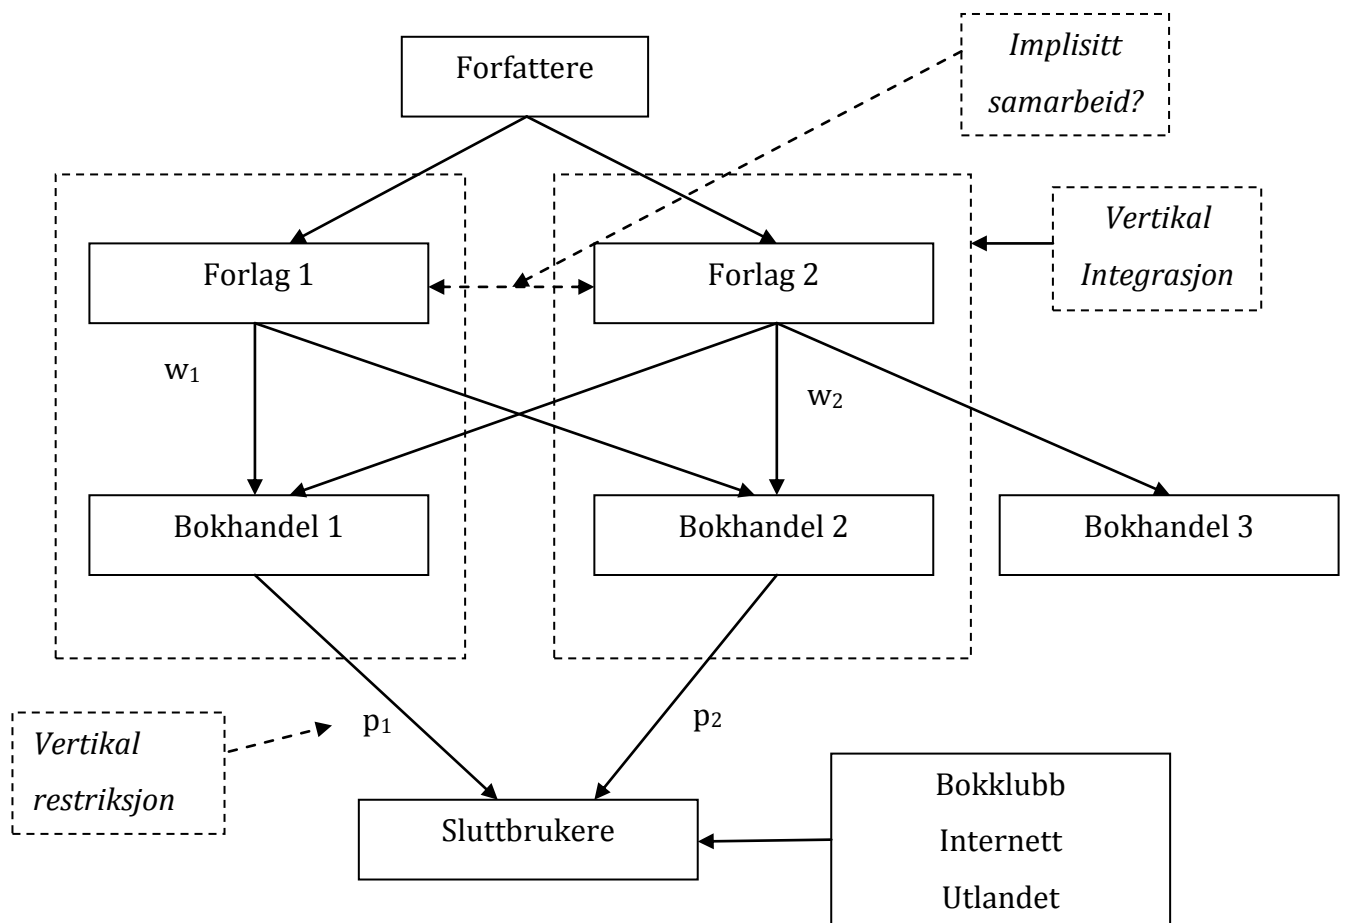 Forfattere
Implisitt
samarbeid?
Vertikal
Integrasjon
Forlag 1
Forlag 2
w₁
w₂
Bokhandel 1
Bokhandel 2
Bokhandel 3
p₁
p₂
Vertikal
restriksjon
Sluttbrukere
Bokklubb
Internett
Utlandet